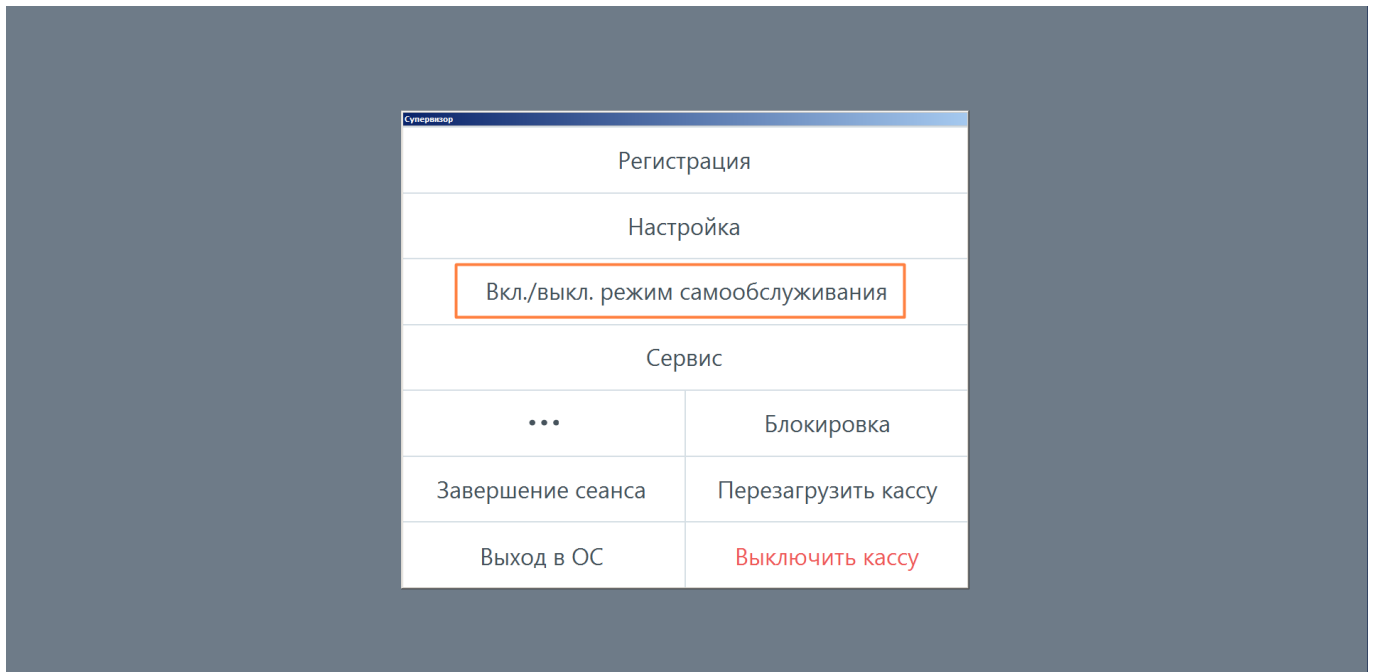 Супервизор
Регистрация
Настройка
Вкл./выкл. режим самообслуживания
Сервис
••• Блокировка
Завершение сеанса Перезагрузить кассу
Выход в ОС Выключить кассу